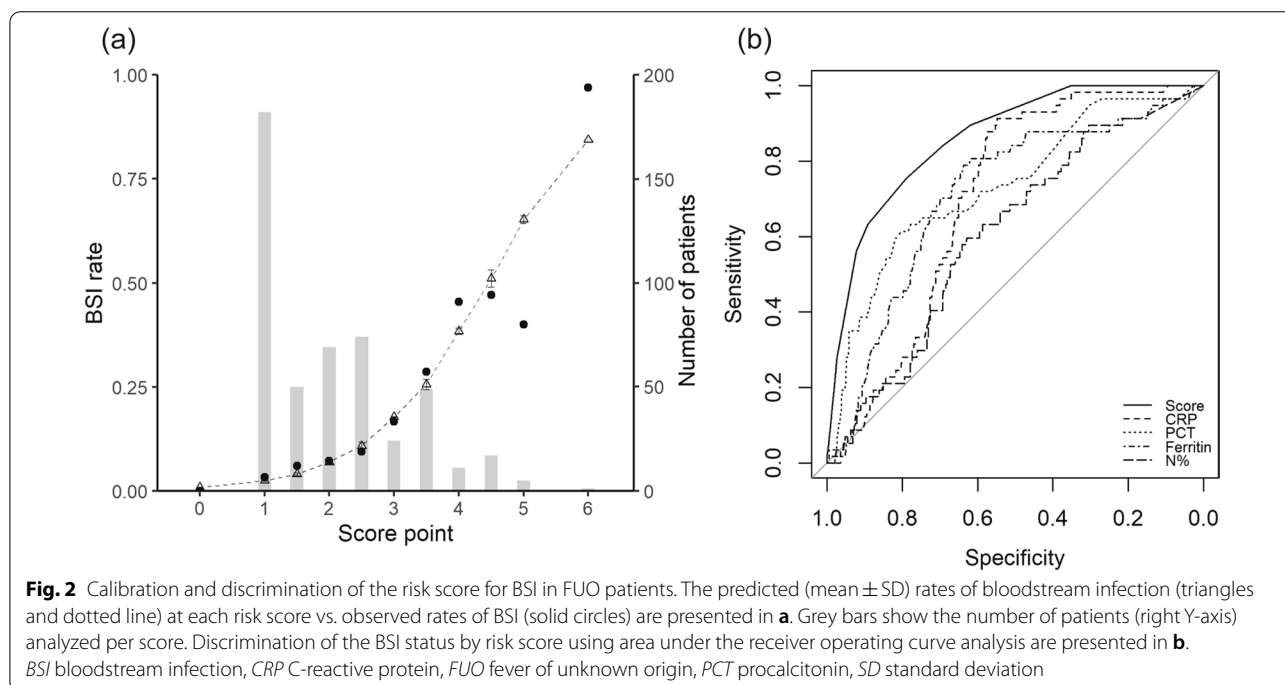 (a)
1.00
0.75
0.50
0.25
0.00
BSI rate
200
150
100
50
0
Number of patients
0 1 2 3 4 5 6
Score point
(b)
1.0
0.8
0.6
0.4
0.2
0.0
Sensitivity
1.0 0.8 0.6 0.4 0.2 0.0
Specificity
Score
CRP
PCT
Ferritin
N%
Fig. 2 Calibration and discrimination of the risk score for BSI in FUO patients. The predicted (mean ± SD) rates of bloodstream infection (triangles
and dotted line) at each risk score vs. observed rates of BSI (solid circles) are presented in a. Grey bars show the number of patients (right Y-axis)
analyzed per score. Discrimination of the BSI status by risk score using area under the receiver operating curve analysis are presented in b.
BSI bloodstream infection, CRP C-reactive protein, FUO fever of unknown origin, PCT procalcitonin, SD standard deviation